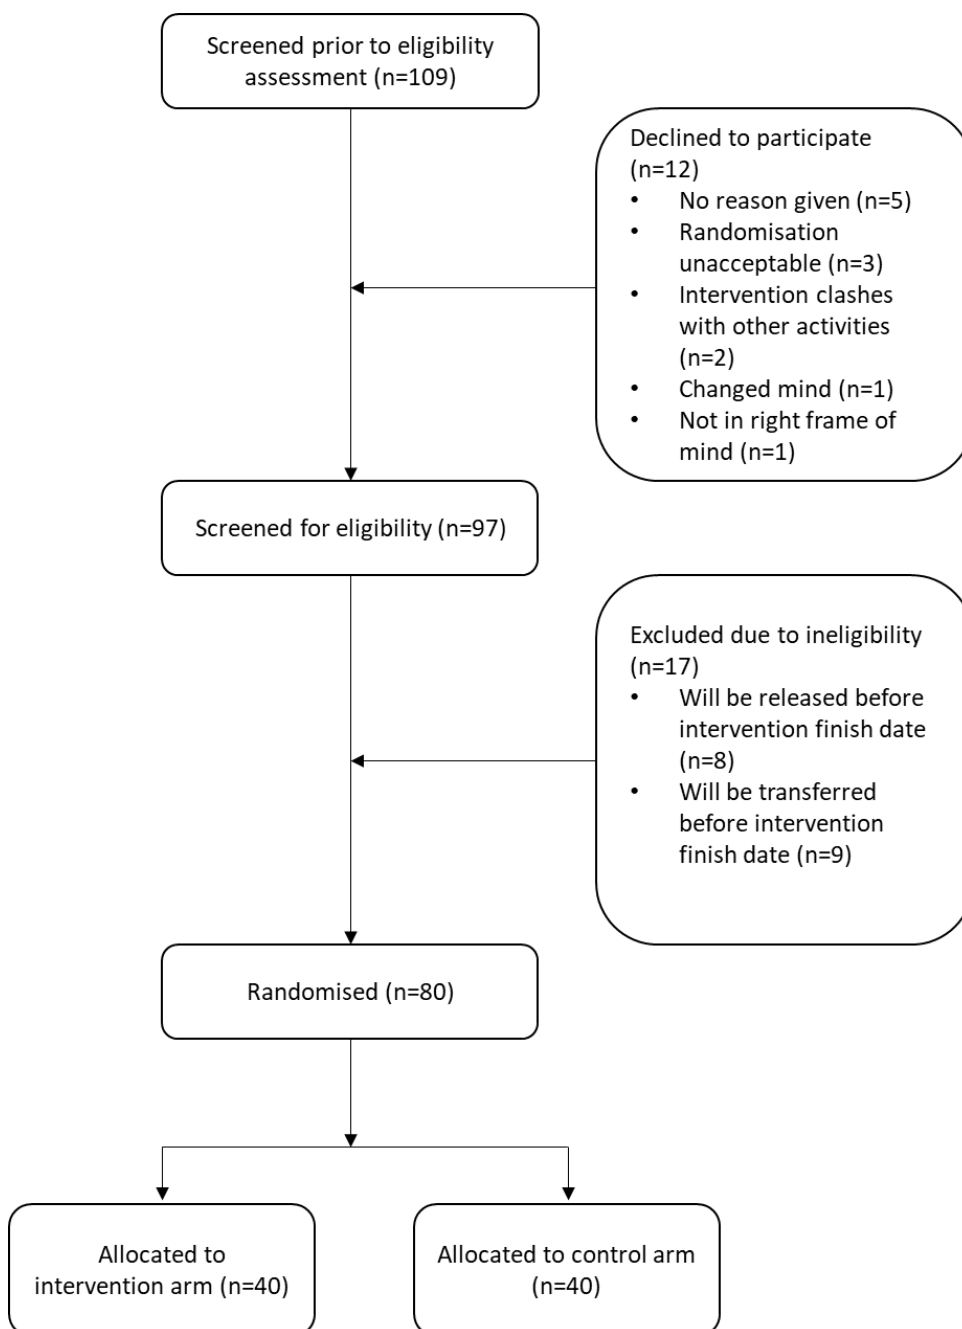 Screened prior to eligibility
assessment (n=109)
Declined to participate
(n=12)
• No reason given (n=5)
• Randomisation
unacceptable (n=3)
• Intervention clashes
with other activities
(n=2)
• Changed mind (n=1)
• Not in right frame of
mind (n=1)
Screened for eligibility (n=97)
Excluded due to ineligibility
(n=17)
• Will be released before
intervention finish date
(n=8)
• Will be transferred
before intervention
finish date (n=9)
Randomised (n=80)
Allocated to
intervention arm (n=40)
Allocated to control arm
(n=40)